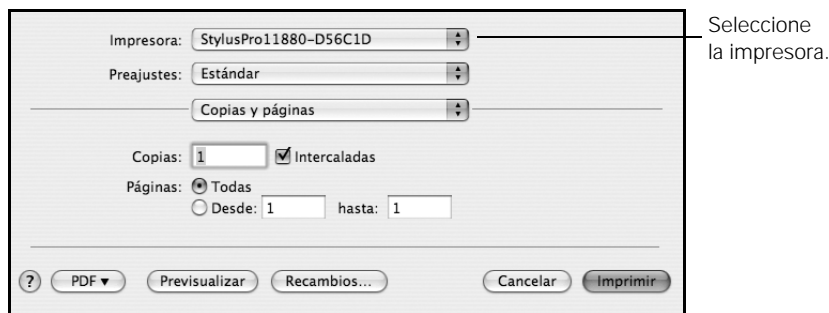 Impresora: StylusPro11880-D56C1D
Seleccione
la impresora.
Preajustes: Estándar
Copias y páginas
Copias: 1 Intercaladas
Páginas: Todas
Desde: 1 hasta: 1
? PDF Previsualizar Recambios... Cancelar Imprimir